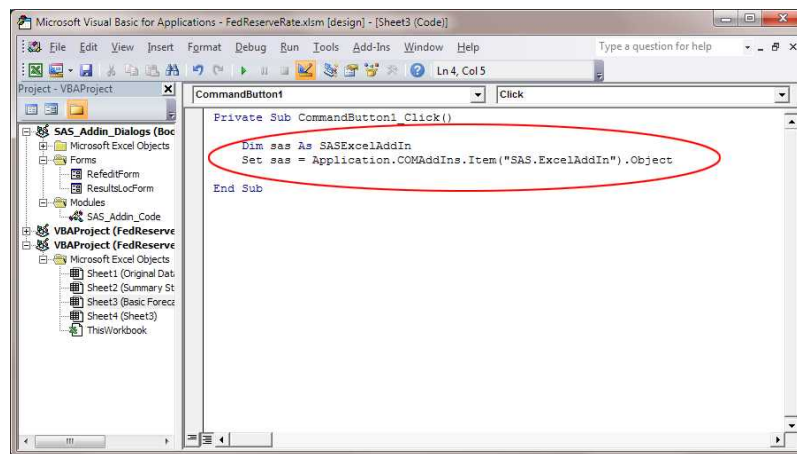 Microsoft Visual Basic for Applications - FedReserveRate.xlsm [design] - [Sheet3 (Code)]
File Edit View Insert Format Debug Run Tools Add-Ins Window Help Type a question for help
Ln 4, Col 5
Project - VBAProject
CommandButton1 Click
Private Sub CommandButton1_Click()
Dim sas As SASExcelAddIn
Set sas = Application.COMAddIns.Item("SAS.ExcelAddIn").Object
End Sub
SAS_Addin_Dialogs (Boo
Microsoft Excel Objects
Forms
RefeditForm
ResultsLocForm
Modules
SAS_Addin_Code
VBAProject (FedReserve
VBAProject (FedReserve
Microsoft Excel Objects
Sheet1 (Original Data
Sheet2 (Summary St
Sheet3 (Basic Foreca
Sheet4 (Sheet3)
ThisWorkbook